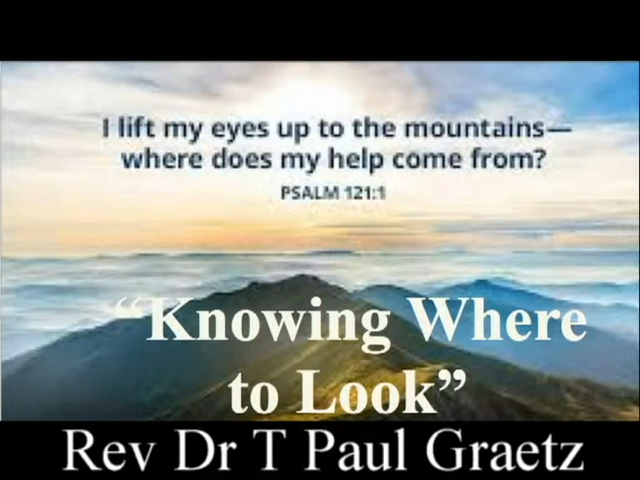 I lift my eyes up to the mountains—
where does my help come from?
PSALM 121:1
“Knowing Where
to Look”
Rev Dr T Paul Graetz